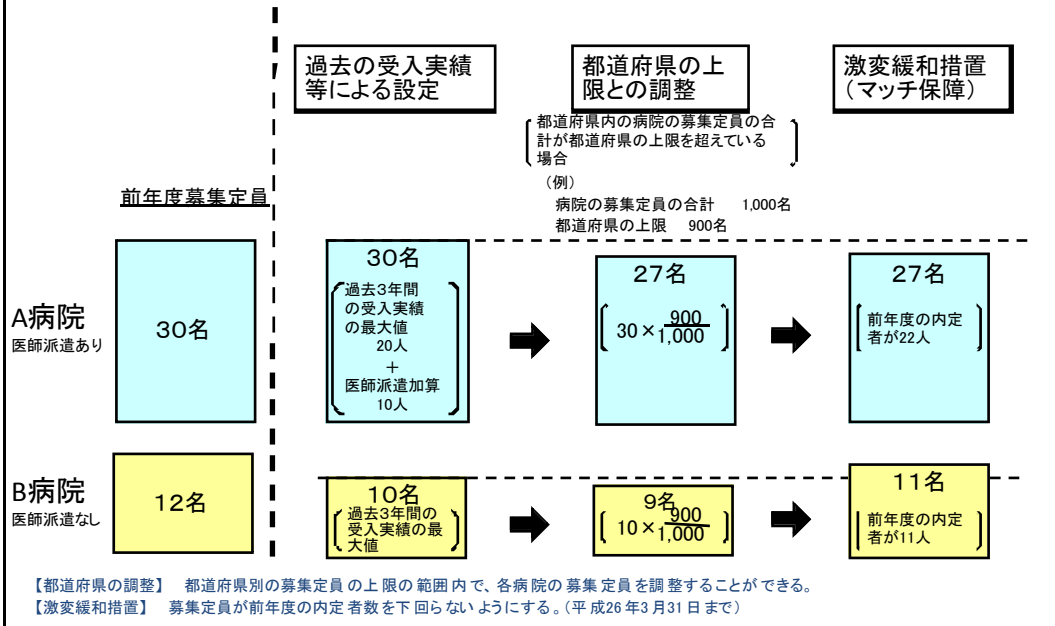 過去の受入実績
等による設定
都道府県の上
限との調整
激変緩和措置
（マッチ保障）
都道府県内の病院の募集定員の合
計が都道府県の上限を超えている
場合
（例）
病院の募集定員の合計 1,000名
都道府県の上限 900名
前年度募集定員
A病院
医師派遣あり
30名
30名
過去3年間
の受入実績
の最大値
20人
＋
医師派遣加算
10人
27名
30×900/1,000
27名
前年度の内定
者が22人
B病院
医師派遣なし
12名
10名
過去3年間の
受入実績の最
大値
9名
10×900/1,000
11名
前年度の内定
者が11人
【都道府県の調整】 都道府県別の募集定員の上限の範囲内で、各病院の募集定員を調整することができる。
【激変緩和措置】 募集定員が前年度の内定者数を下回らないようにする。（平成26年3月31日まで）